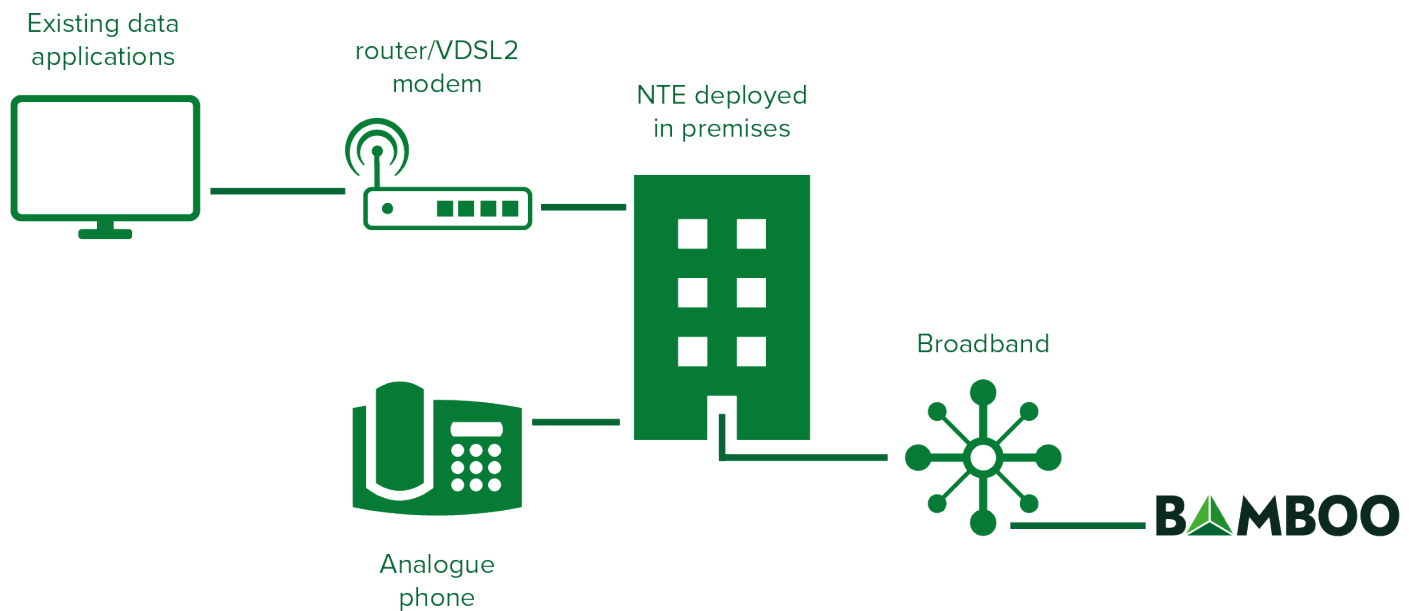 Existing data
applications
router/VDSL2
modem
NTE deployed
in premises
Broadband
BAMBOO
Analogue
phone